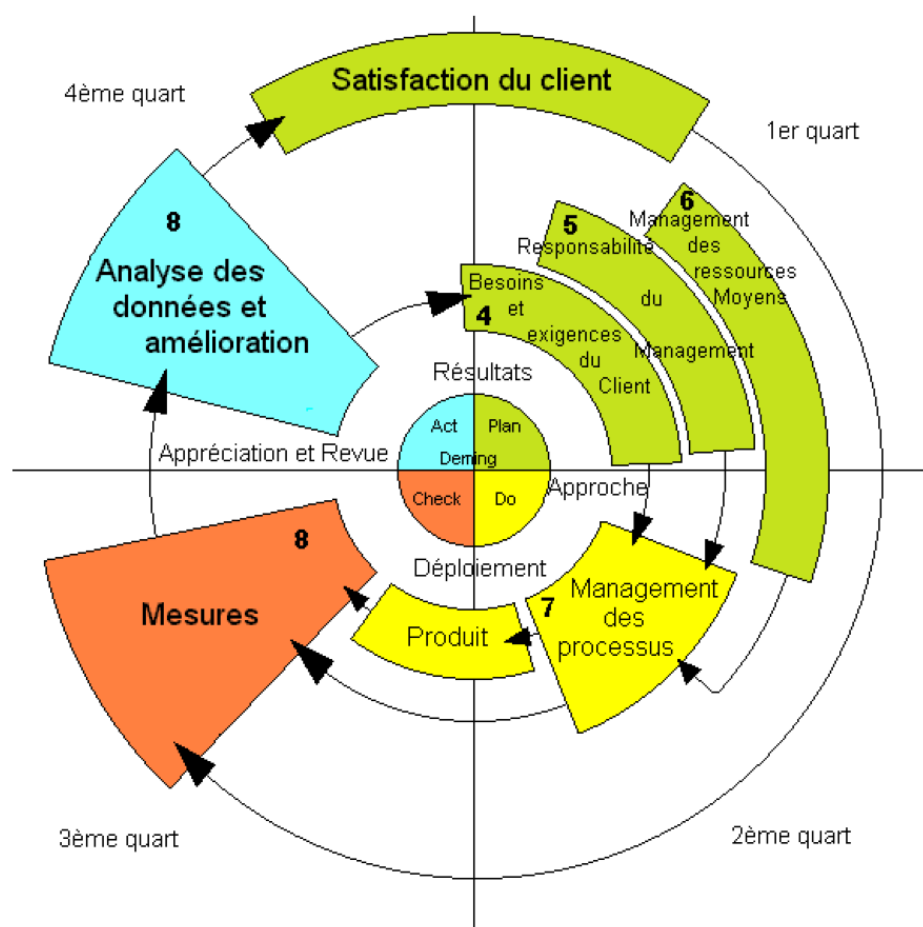 Satisfaction du client
4ème quart
1er quart
8
Analyse des
données et
amélioration
6
Management
des
ressources
Moyens
5
Responsabilité
du
Management
Besoins
et
4
exigences
du
Client
Résultats
Act
Plan
Deming
Check
Do
Appréciation et Revue
Approche
Déploiement
8
Mesures
Produit
7
Management
des
processus
3ème quart
2ème quart